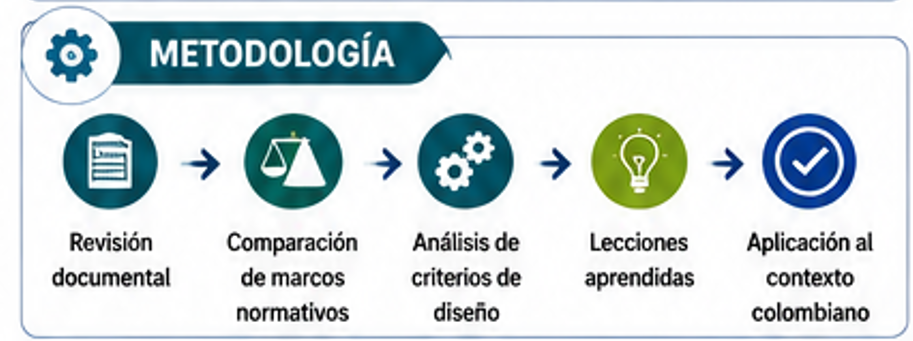 METODOLOGÍA
Revisión
documental
Comparación
de marcos
normativos
Análisis de
criterios de
diseño
Lecciones
aprendidas
Aplicación al
contexto
colombiano